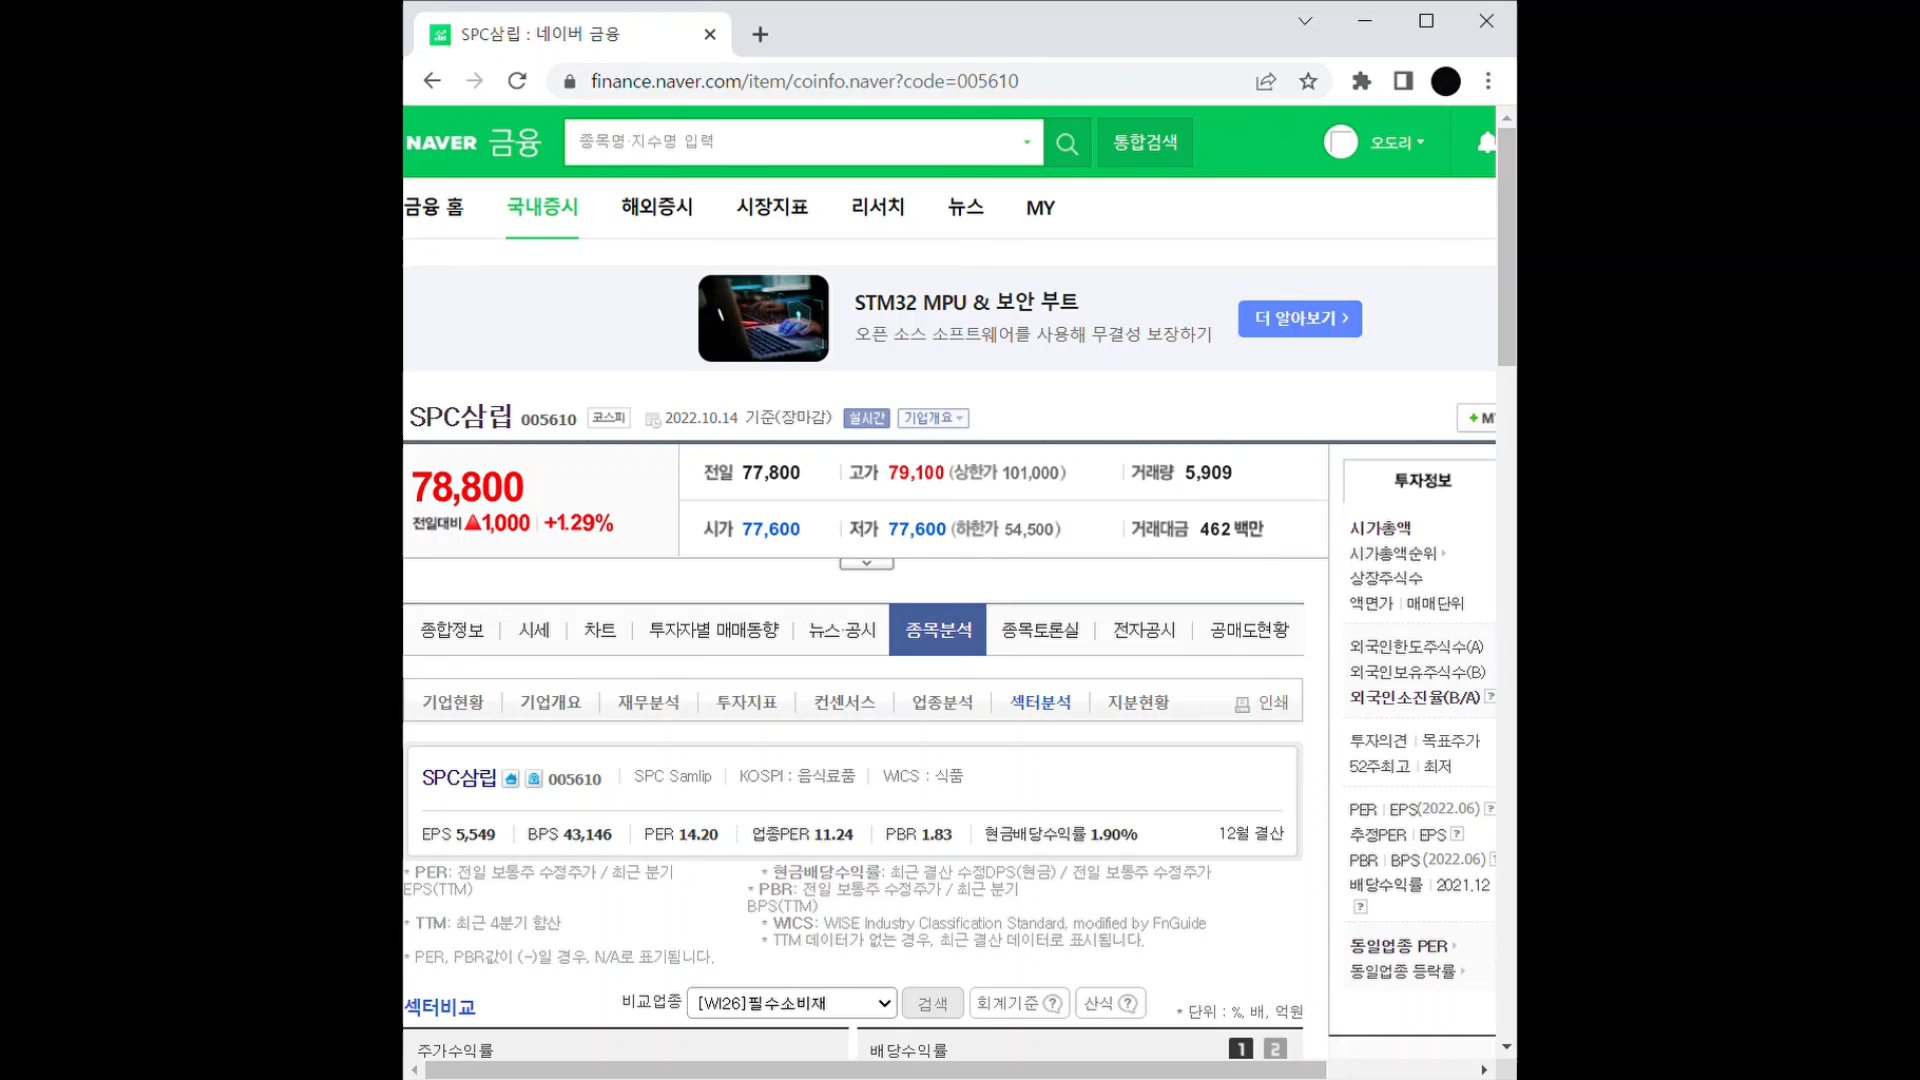 SPC삼립 : 네이버 금융
finance.naver.com/item/coinfo.naver?code=005610
NAVER 금융 종목명·지수명 입력 통합검색 오도리
금융 홈 국내증시 해외증시 시장지표 리서치 뉴스 MY
STM32 MPU & 보안 부트
오픈 소스 소프트웨어를 사용해 무결성 보장하기
더 알아보기
SPC삼립 005610 코스피 2022.10.14 기준(장마감) 실시간 기업개요
+ M
78,800
전일대비 ▲1,000 +1.29%
전일 77,800 고가 79,100 (상한가 101,000) 거래량 5,909
시가 77,600 저가 77,600 (하한가 54,500) 거래대금 462 백만
종합정보 시세 차트 투자자별 매매동향 뉴스·공시 종목분석 종목토론실 전자공시 공매도현황
기업현황 기업개요 재무분석 투자지표 컨센서스 업종분석 섹터분석 지분현황 인쇄
SPC삼립 005610 SPC Samlip KOSPI : 음식료품 WICS : 식품
EPS 5,549 BPS 43,146 PER 14.20 업종PER 11.24 PBR 1.83 현금배당수익률 1.90% 12월 결산
* PER: 전일 보통주 수정주가 / 최근 분기
EPS(TTM)
* 현금배당수익률: 최근 결산 수정DPS(현금) / 전일 보통주 수정주가
* PBR: 전일 보통주 수정주가 / 최근 분기
BPS(TTM)
* TTM: 최근 4분기 합산
* WICS: WISE Industry Classification Standard, modified by FnGuide
* TTM 데이터가 없는 경우, 최근 결산 데이터로 표시됩니다.
* PER, PBR값이 (-)일 경우, N/A로 표기됩니다.
섹터비교 비교업종 [WI26]필수소비재 검색 회계기준 ? 산식 ? * 단위 : %, 배, 억원
주가수익률 배당수익률 1 2
투자정보
시가총액
시가총액순위
상장주식수
액면가 매매단위
외국인한도주식수(A)
외국인보유주식수(B)
외국인소진율(B/A) ?
투자의견 목표주가
52주최고 최저
PER EPS(2022.06) ?
추정PER EPS ?
PBR BPS(2022.06) ?
배당수익률 2021.12
?
동일업종 PER
동일업종 등락률